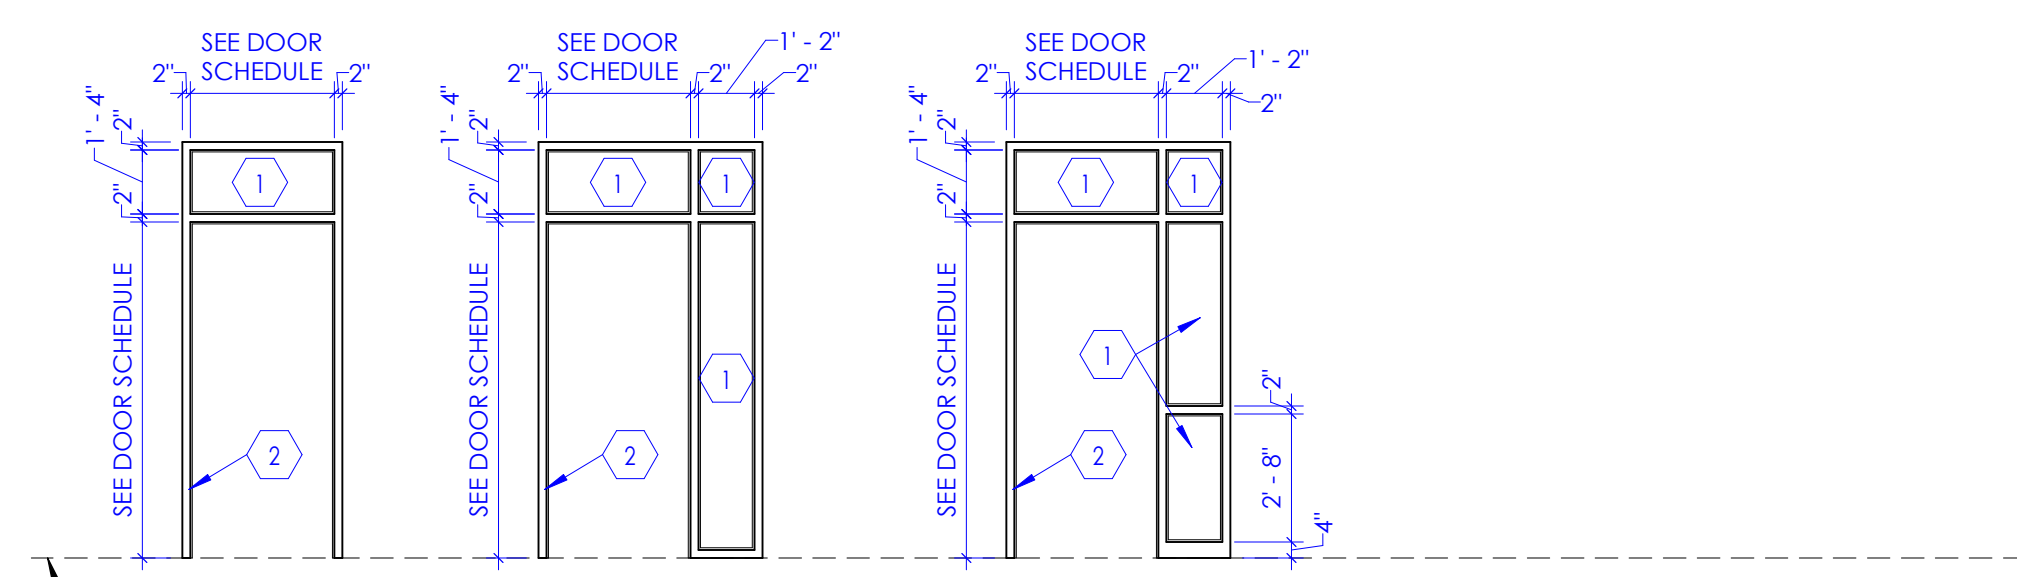 SEE DOOR
SCHEDULE
2"
2"
1' - 4"
2"
2"
1
SEE DOOR SCHEDULE
2
SEE DOOR
SCHEDULE
1' - 2"
2"
2"
2"
1' - 4"
2"
2"
1
1
SEE DOOR SCHEDULE
1
2
SEE DOOR
SCHEDULE
1' - 2"
2"
2"
2"
1' - 4"
2"
2"
1
1
SEE DOOR SCHEDULE
1
2
2"
2' - 8"
4"